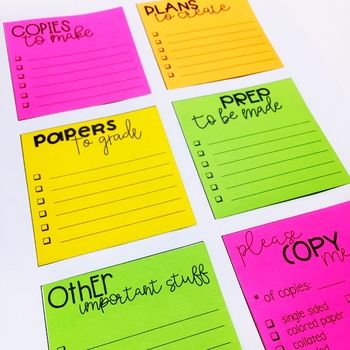 COPIES
to make
PLANS
to create
PAPERS
to grade
PREP
to be made
OTHER
important stuff
please
COPY
me
# of copies:
single sided
colored paper
collated